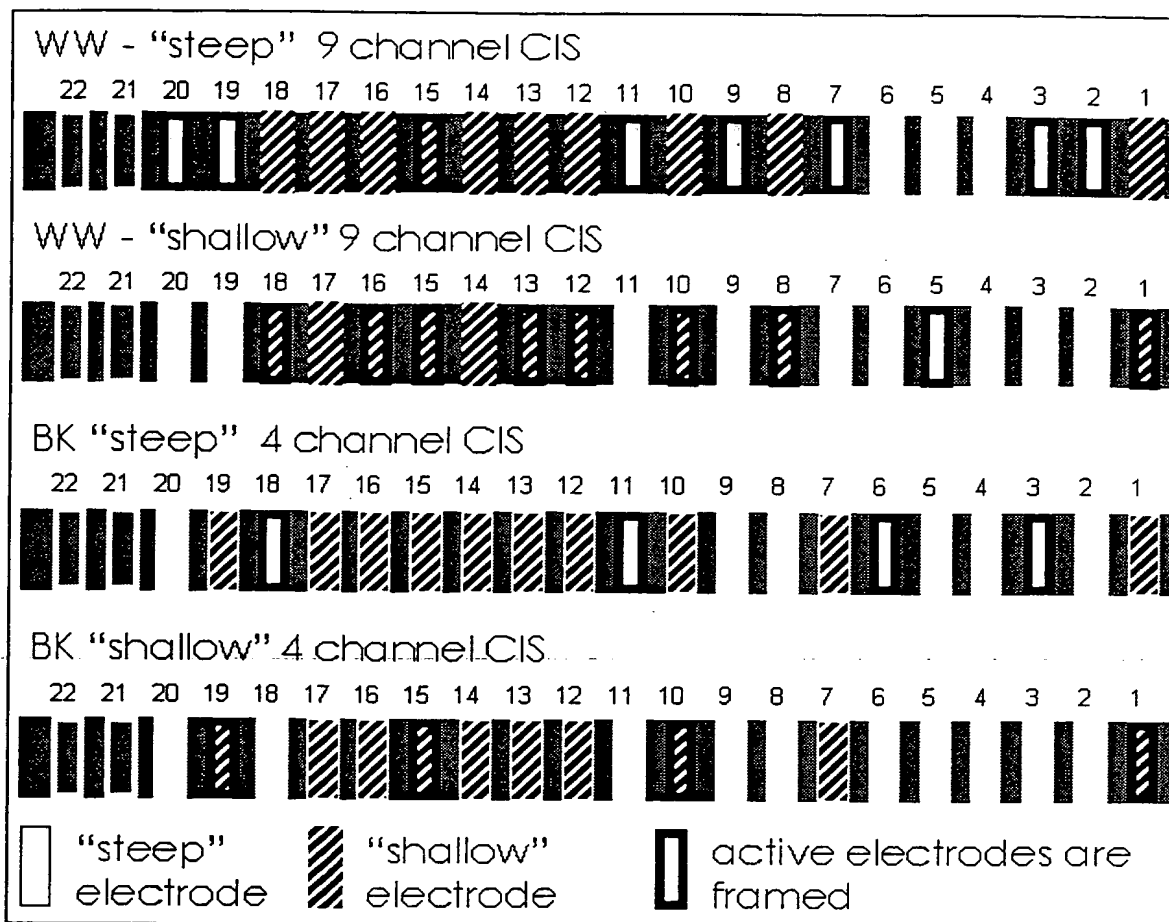 WW - “steep” 9 channel CIS
22 21 20 19 18 17 16 15 14 13 12 11 10 9 8 7 6 5 4 3 2 1
WW - “shallow” 9 channel CIS
22 21 20 19 18 17 16 15 14 13 12 11 10 9 8 7 6 5 4 3 2 1
BK “steep” 4 channel CIS
22 21 20 19 18 17 16 15 14 13 12 11 10 9 8 7 6 5 4 3 2 1
BK “shallow” 4 channel CIS
22 21 20 19 18 17 16 15 14 13 12 11 10 9 8 7 6 5 4 3 2 1
“steep” “shallow” active electrodes are
electrode electrode framed